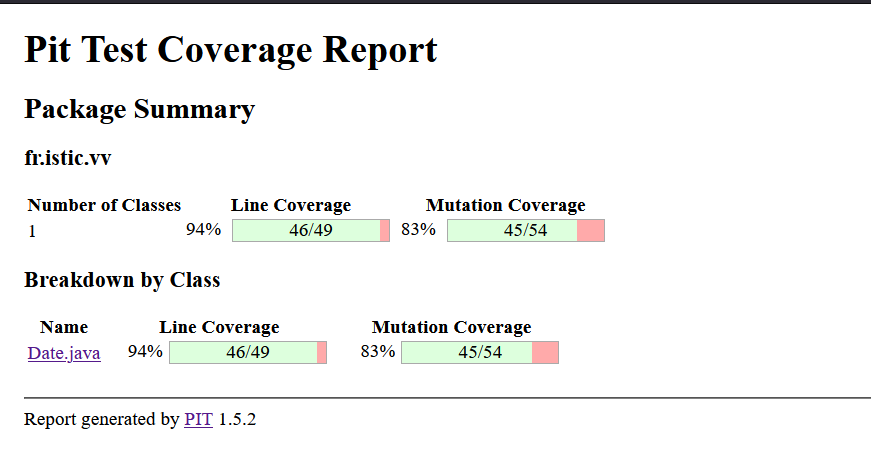 Pit Test Coverage Report
Package Summary
fr.istic.vv
Number of Classes Line Coverage Mutation Coverage
1 94% 46/49 83% 45/54
Breakdown by Class
Name Line Coverage Mutation Coverage
Date.java 94% 46/49 83% 45/54
Report generated by PIT 1.5.2